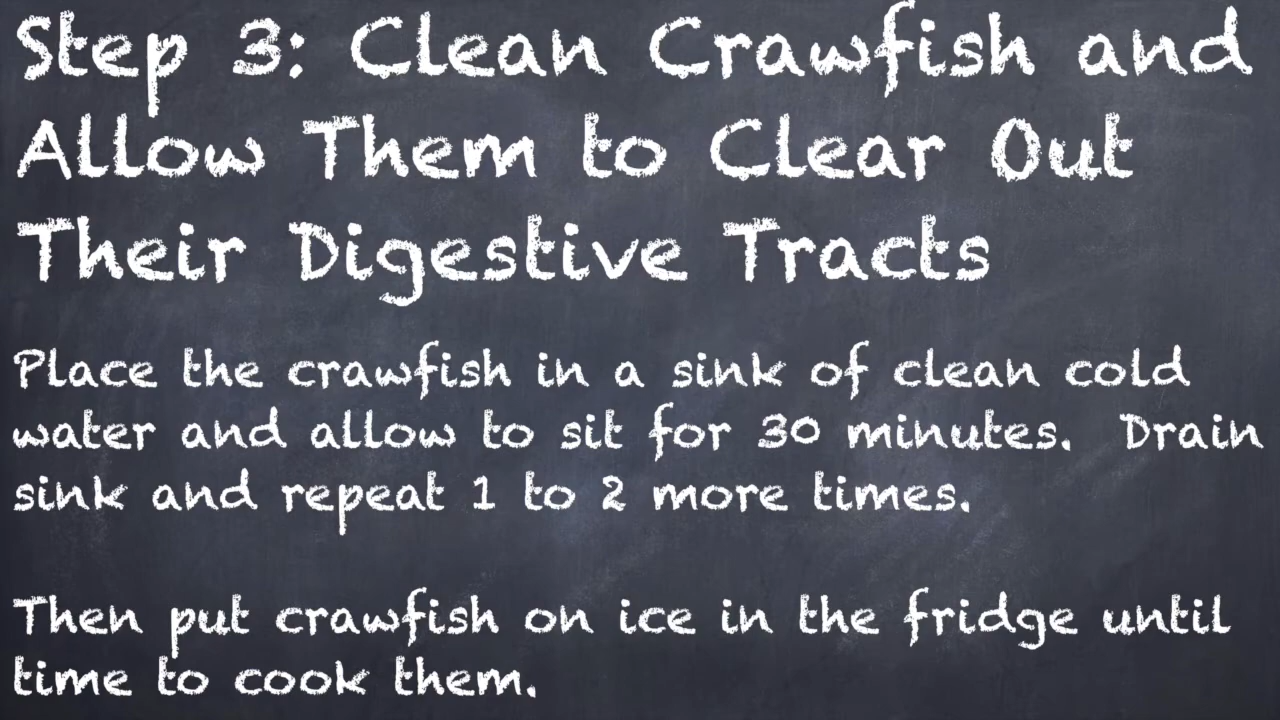 Step 3: Clean Crawfish and
Allow Them to Clear Out
Their Digestive Tracts
Place the crawfish in a sink of clean cold
water and allow to sit for 30 minutes.  Drain
sink and repeat 1 to 2 more times.
Then put crawfish on ice in the fridge until
time to cook them.